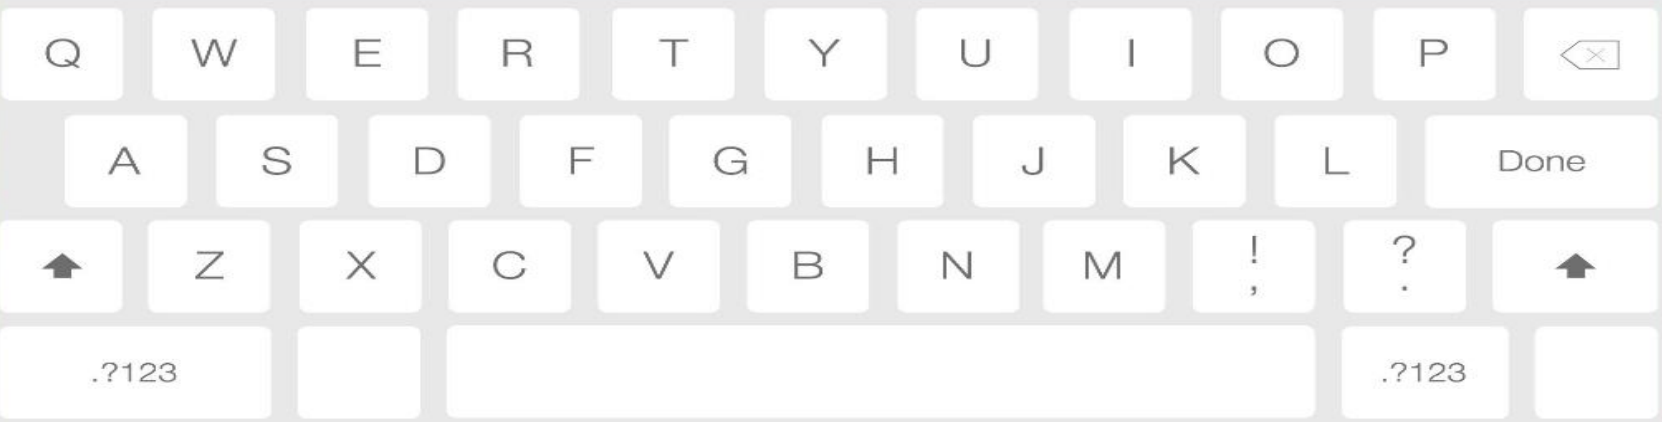 Q W E R T Y U I O P
A S D F G H J K L Done
Z X C V B N M ! , ? .
.?123 .?123